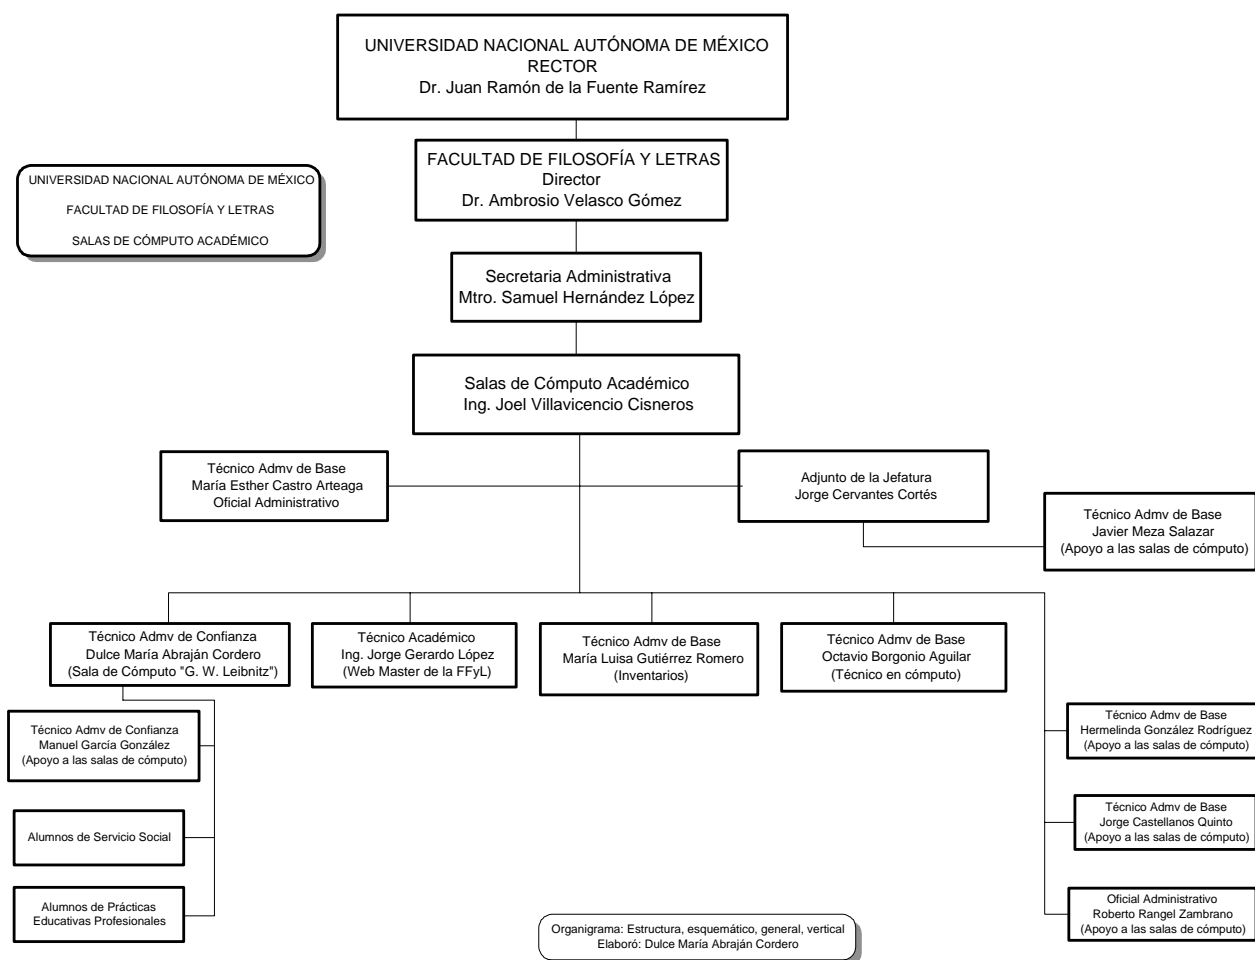 UNIVERSIDAD NACIONAL AUTÓNOMA DE MÉXICO
RECTOR
Dr. Juan Ramón de la Fuente Ramírez
FACULTAD DE FILOSOFÍA Y LETRAS
Director
Dr. Ambrosio Velasco Gómez
UNIVERSIDAD NACIONAL AUTÓNOMA DE MÉXICO
FACULTAD DE FILOSOFÍA Y LETRAS
SALAS DE CÓMPUTO ACADÉMICO
Secretaria Administrativa
Mtro. Samuel Hernández López
Salas de Cómputo Académico
Ing. Joel Villavicencio Cisneros
Técnico Admv de Base
María Esther Castro Arteaga
Oficial Administrativo
Adjunto de la Jefatura
Jorge Cervantes Cortés
Técnico Admv de Base
Javier Meza Salazar
(Apoyo a las salas de cómputo)
Técnico Admv de Confianza
Dulce María Abraján Cordero
(Sala de Cómputo "G. W. Leibnitz")
Técnico Académico
Ing. Jorge Gerardo López
(Web Master de la FFyL)
Técnico Admv de Base
María Luisa Gutiérrez Romero
(Inventarios)
Técnico Admv de Base
Octavio Borgonio Aguilar
(Técnico en cómputo)
Técnico Admv de Confianza
Manuel García González
(Apoyo a las salas de cómputo)
Técnico Admv de Base
Hermelinda González Rodríguez
(Apoyo a las salas de cómputo)
Alumnos de Servicio Social
Técnico Admv de Base
Jorge Castellanos Quinto
(Apoyo a las salas de cómputo)
Alumnos de Prácticas
Educativas Profesionales
Oficial Administrativo
Roberto Rangel Zambrano
(Apoyo a las salas de cómputo)
Organigrama: Estructura, esquemático, general, vertical
Elaboró: Dulce María Abraján Cordero